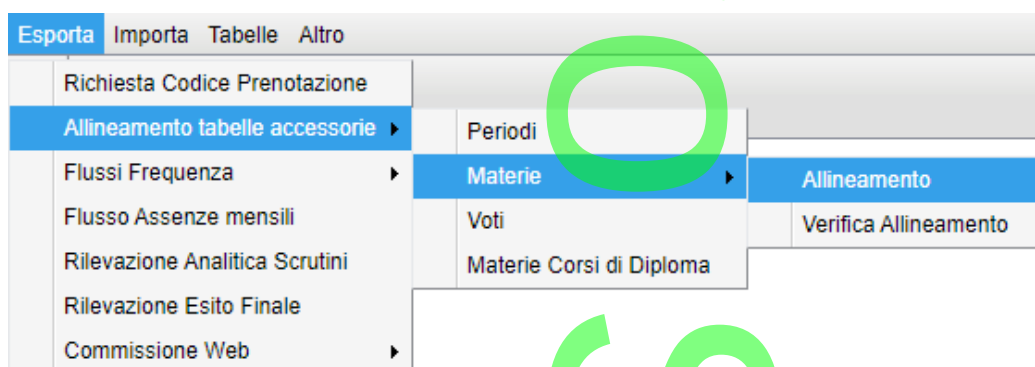 Esporta Importa Tabelle Altro
Richiesta Codice Prenotazione
Allineamento tabelle accessorie
Flussi Frequenza
Flusso Assenze mensili
Rilevazione Analitica Scrutini
Rilevazione Esito Finale
Commissione Web
Periodi
Materie
Voti
Materie Corsi di Diploma
Allineamento
Verifica Allineamento